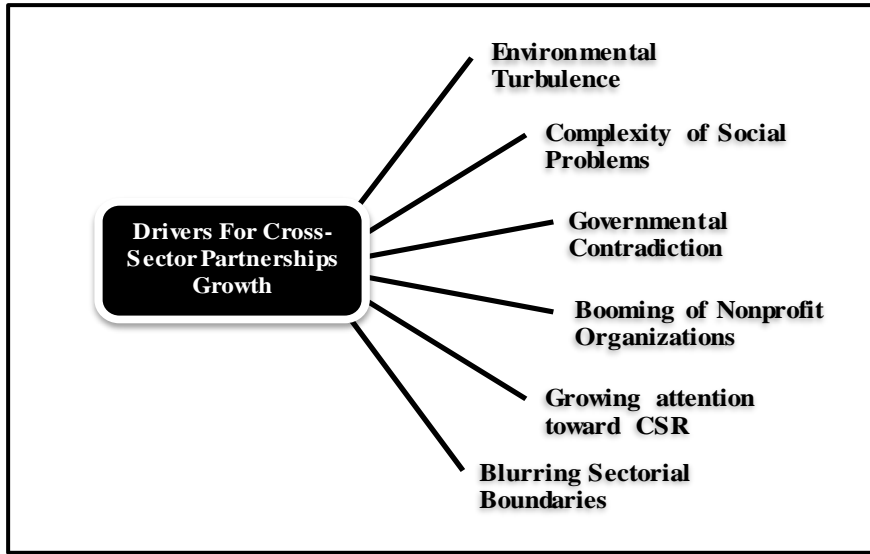 Environmental
Turbulence
Complexity of Social
Problems
Drivers For Cross-
Sector Partnerships
Growth
Governmental
Contradiction
Booming of Nonprofit
Organizations
Growing attention
toward CSR
Blurring Sectorial
Boundaries